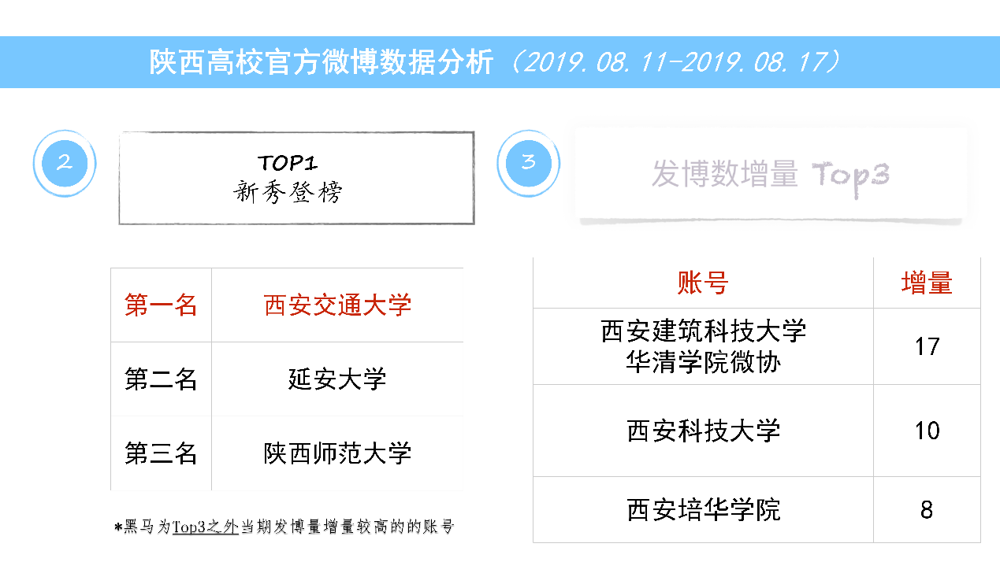 陕西高校官方微博数据分析（2019.08.11-2019.08.17）
2
TOP1
新秀登榜
3
发博数增量 Top3
第一名 西安交通大学
第二名 延安大学
第三名 陕西师范大学
*黑马为Top3之外当期发博量增量较高的的账号
账号 增量
西安建筑科技大学
华清学院微协 17
西安科技大学 10
西安培华学院 8